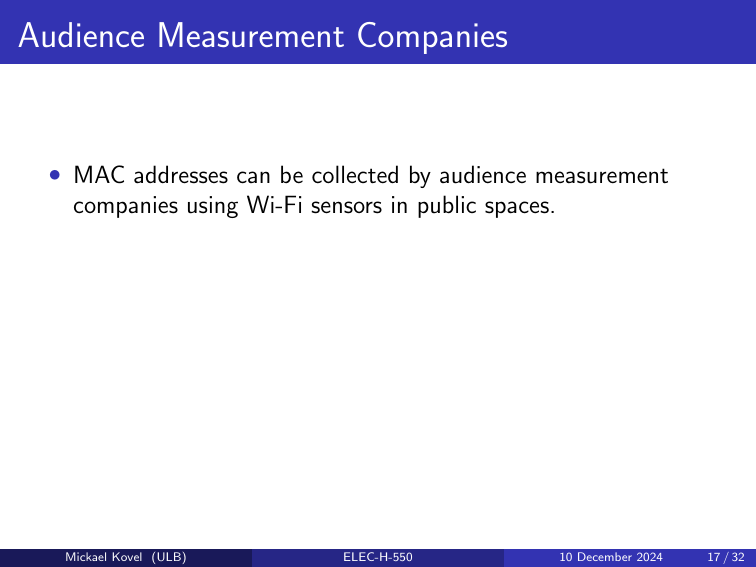 Audience Measurement Companies
MAC addresses can be collected by audience measurement
companies using Wi-Fi sensors in public spaces.
Mickael Kovel (ULB) ELEC-H-550 10 December 2024 17 / 32